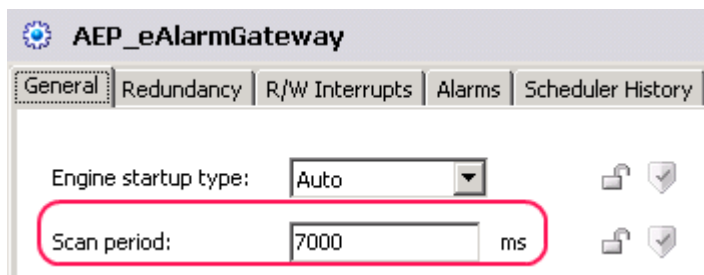 AEP_eAlarmGateway
General Redundancy R/W Interrupts Alarms Scheduler History
Engine startup type: Auto
Scan period: 7000 ms